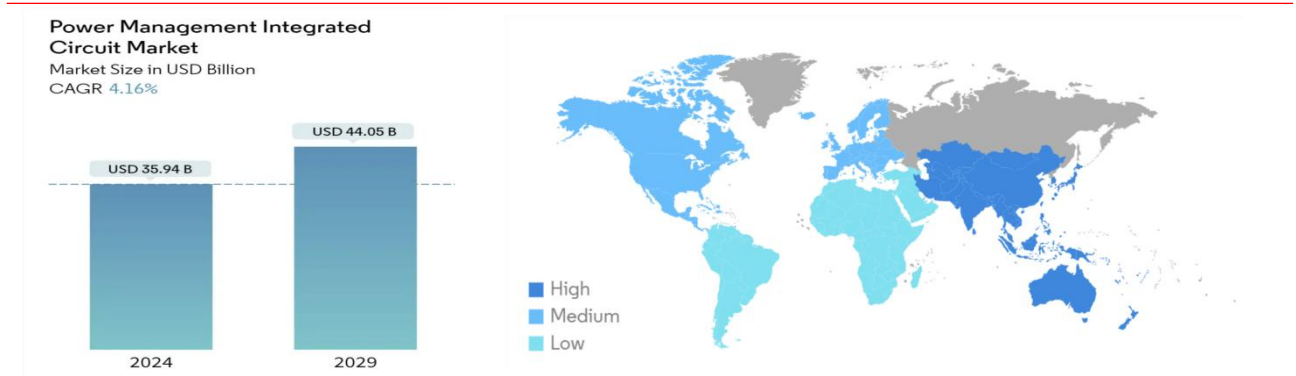 Power Management Integrated
Circuit Market
Market Size in USD Billion
CAGR 4.16%
USD 44.05 B
USD 35.94 B
2024
2029
High
Medium
Low